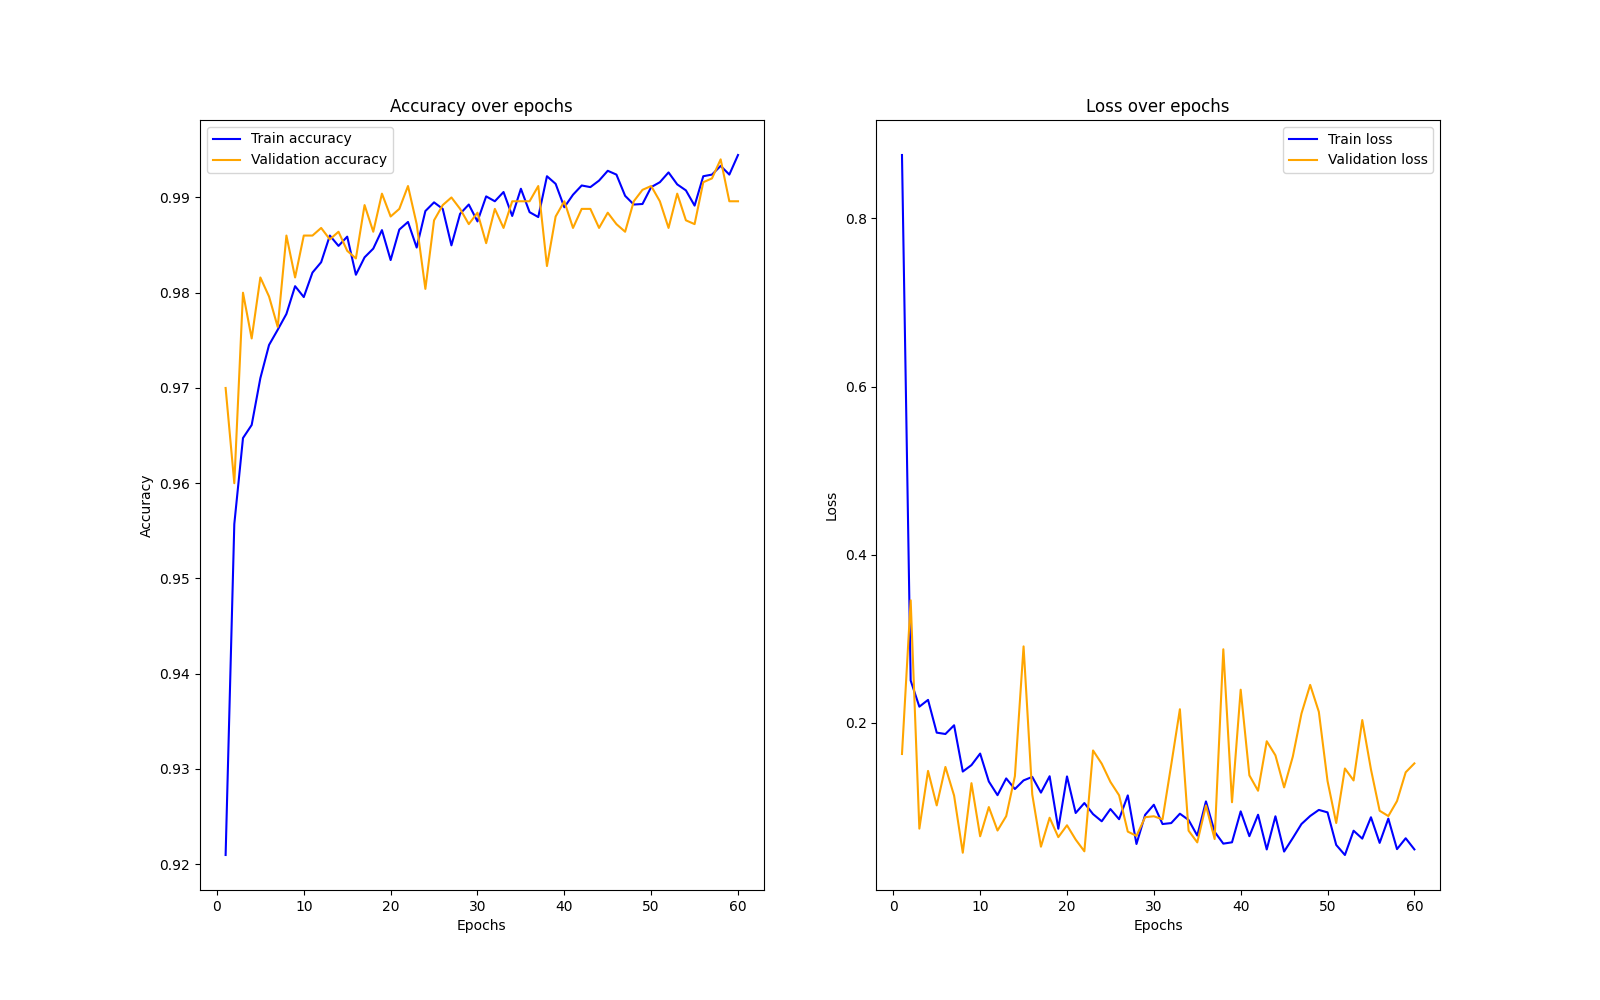 Accuracy over epochs
Train accuracy
Validation accuracy
0.99
0.98
0.97
0.96
0.95
0.94
0.93
0.92
Accuracy
0 10 20 30 40 50 60
Epochs
Loss over epochs
Train loss
Validation loss
0.8
0.6
0.4
0.2
Loss
0 10 20 30 40 50 60
Epochs